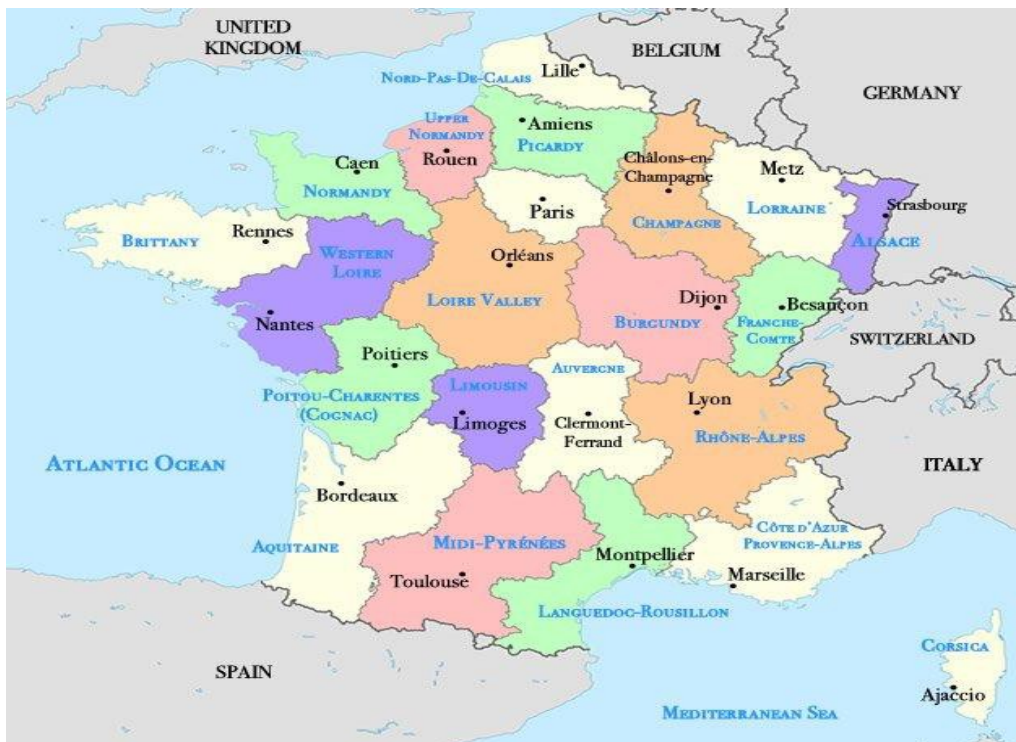 UNITED
KINGDOM
BELGIUM
Nord-Pas-De-Calais
Lille
GERMANY
Upper
Normandy
Amiens
Picardy
Rouen
Caen
Normandy
Châlons-en-
Champagne
Champagne
Metz
Lorraine
Paris
Strasbourg
Alsace
Brittany
Rennes
Western
Loire
Orléans
Loire Valley
Nantes
Dijon
Burgundy
Besançon
Franche-
Comte
SWITZERLAND
Poitiers
Poitou-Charentes
(Cognac)
Limousin
Limoges
Auvergne
Clermont-
Ferrand
Lyon
Rhône-Alpes
Atlantic Ocean
ITALY
Bordeaux
Aquitaine
Midi-Pyrénées
Toulouse
Montpellier
Languedoc-Rousillon
Côte d'Azur
Provence-Alpes
Marseille
SPAIN
Corsica
Ajaccio
Mediterranean Sea